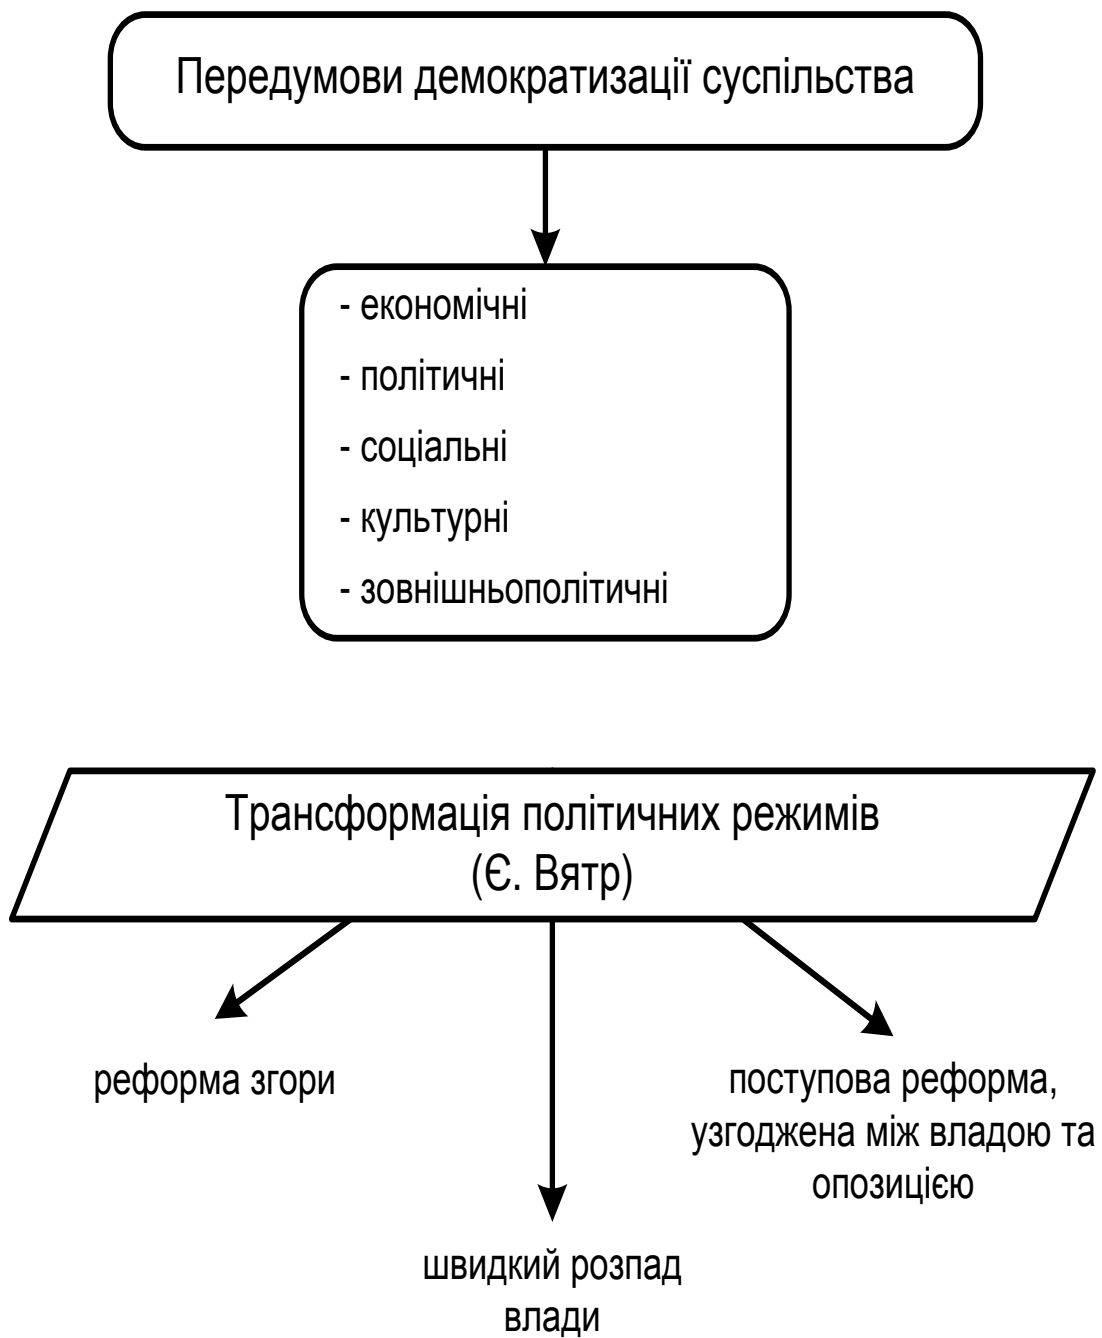 Передумови демократизації суспільства
- економічні
- політичні
- соціальні
- культурні
- зовнішньополітичні
Трансформація політичних режимів
(Є. Вятр)
реформа згори
швидкий розпад
влади
поступова реформа,
узгоджена між владою та
опозицією